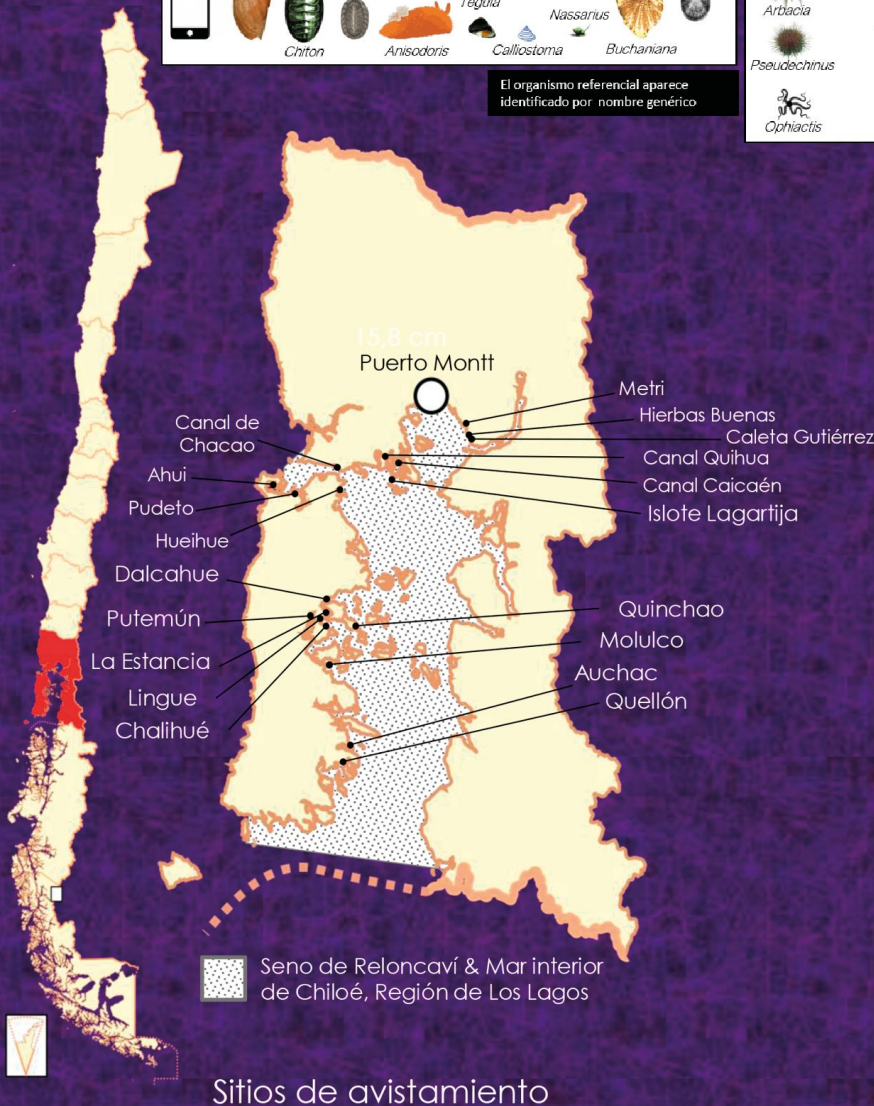 Tegula
Nassarius
Chiton
Anisodoris
Calliostoma
Buchaniana
Arbacia
Pseudechinus
Ophiactis
El organismo referencial aparece
identificado por nombre genérico
15,8 cm
Puerto Montt
Metri
Hierbas Buenas
Caleta Gutiérrez
Canal Quihua
Canal Caicaén
Islote Lagartija
Canal de
Chacao
Ahui
Pudeto
Hueihue
Dalcahue
Putemún
La Estancia
Lingue
Chalihué
Quinchao
Molulco
Auchac
Quellón
Seno de Reloncaví & Mar interior
de Chiloé, Región de Los Lagos
Sitios de avistamiento